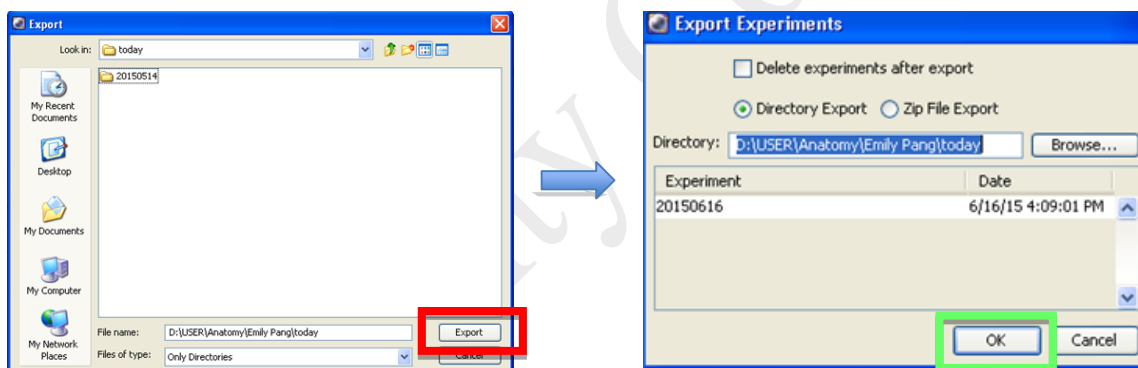 Export
Look in: today
20150514
My Recent
Documents
Desktop
My Documents
My Computer
My Network
Places
File name: D:\USER\Anatomy\Emily Pang\today Export
Files of type: Only Directories Cancel
Export Experiments
Delete experiments after export
Directory Export Zip File Export
Directory: D:\USER\Anatomy\Emily Pang\today Browse...
Experiment Date
20150616 6/16/15 4:09:01 PM
OK Cancel